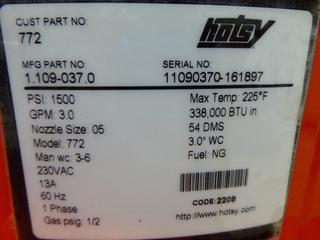 CUST PART NO:
772
hotsy
MFG PART NO:
SERIAL NO:
1.109-037.0
11090370-161897
PSI: 1500
Max Temp: 225°F
GPM: 3.0
338,000 BTU in
Nozzle Size: 05
54 DMS
Model: 772
3.0" WC
Man wc: 3-6
Fuel: NG
230VAC
13A
60 Hz
1 Phase
CODE: 2208
Gas psig: 1/2
http://www.hotsy.com